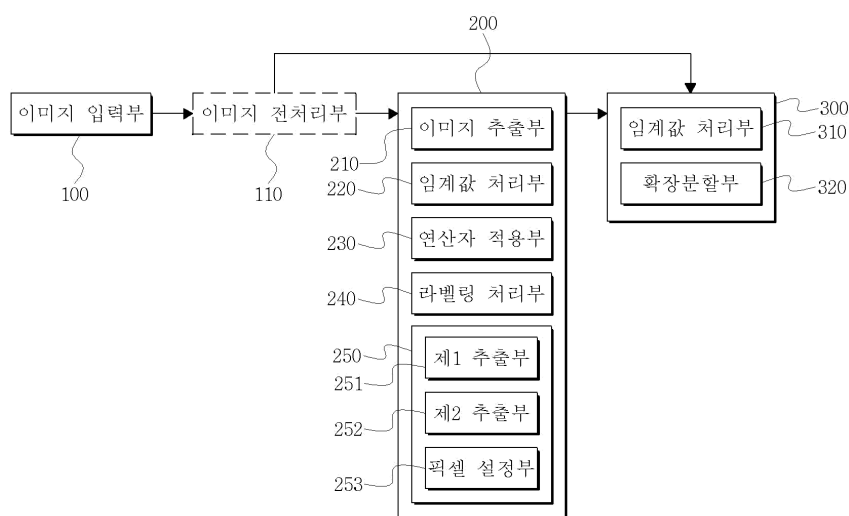 200
이미지 입력부
이미지 전처리부
100
110
이미지 추출부
210
임계값 처리부
220
연산자 적용부
230
라벨링 처리부
240
250
제1 추출부
251
제2 추출부
252
픽셀 설정부
253
300
임계값 처리부
310
확장분할부
320